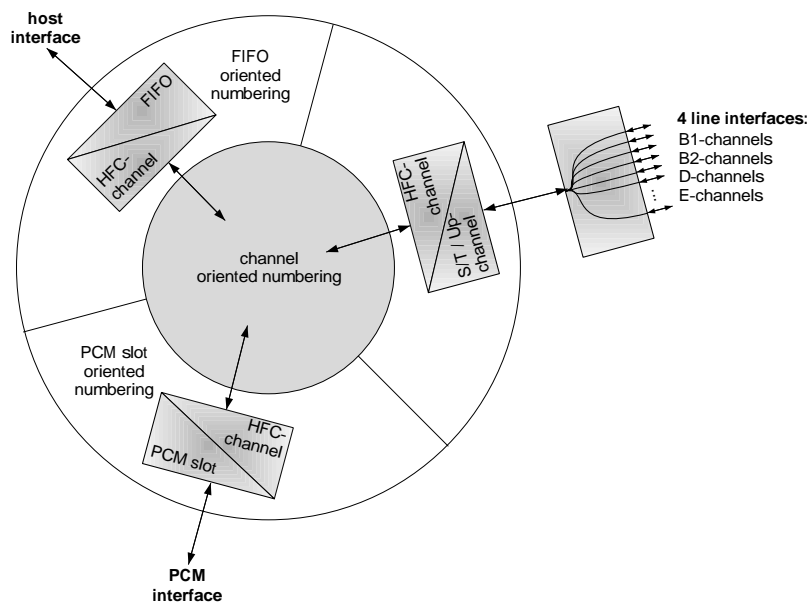 host
interface
FIFO
oriented
numbering
FIFO
HFC-
channel
4 line interfaces:
B1-channels
B2-channels
D-channels
....
E-channels
HFC-
channel
S/T / Up-
channel
channel
oriented numbering
PCM slot
oriented
numbering
HFC-
channel
PCM slot
PCM
interface